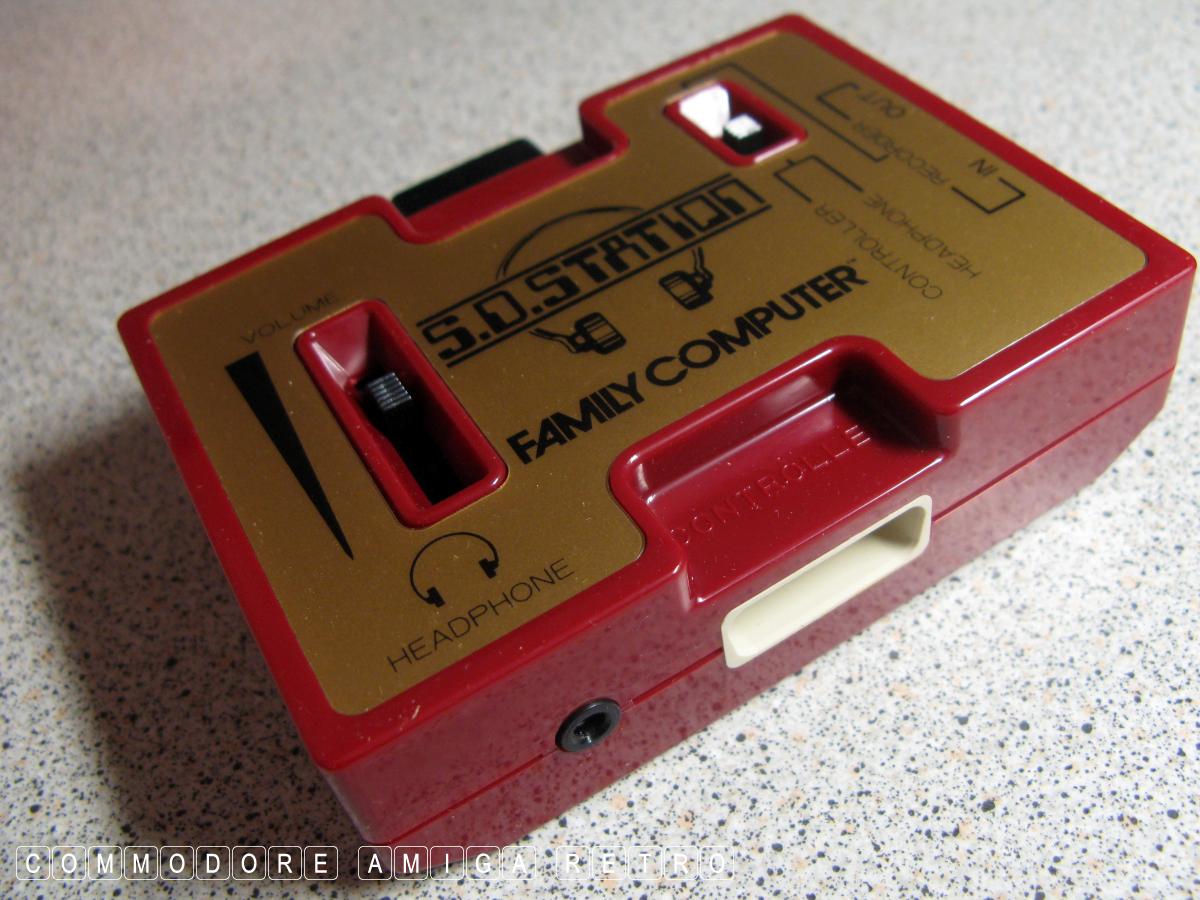 OUT
RECORDER
IN
HEADPHONE
CONTROLLER
VOLUME
S.D.STATION
FAMILY COMPUTER
CONTROLLE
HEADPHONE
COMMODORE AMIGA RETRO